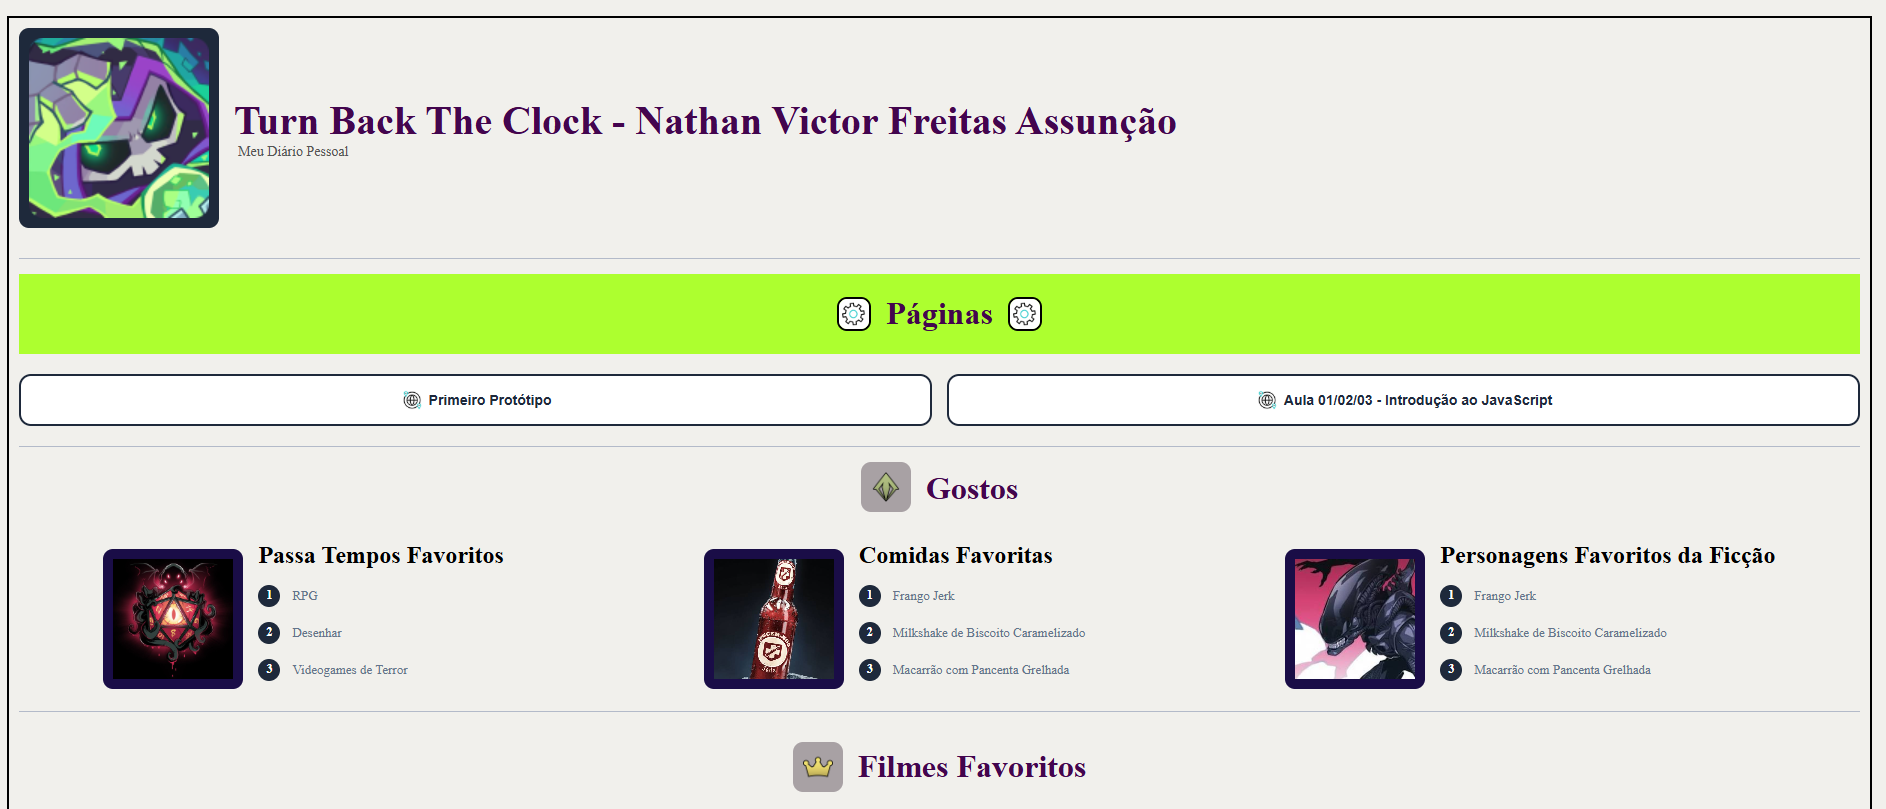 Turn Back The Clock - Nathan Victor Freitas Assunção
Meu Diário Pessoal
Páginas
Primeiro Protótipo
Aula 01/02/03 - Introdução ao JavaScript
Gostos
Passa Tempos Favoritos
1 RPG
2 Desenhar
3 Videogames de Terror
Comidas Favoritas
1 Frango Jerk
2 Milkshake de Biscoito Caramelizado
3 Macarrão com Pancenta Grelhada
Personagens Favoritos da Ficção
1 Frango Jerk
2 Milkshake de Biscoito Caramelizado
3 Macarrão com Pancenta Grelhada
Filmes Favoritos